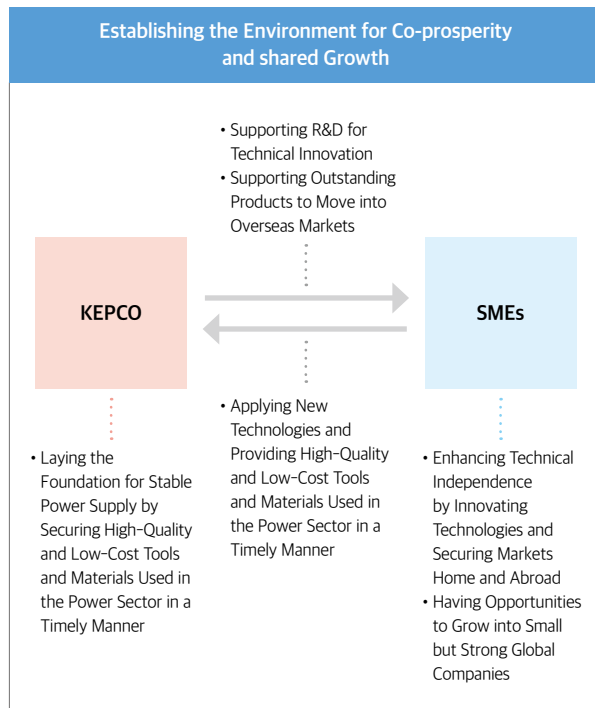 Establishing the Environment for Co-prosperity
and shared Growth
• Supporting R&D for
Technical Innovation
• Supporting Outstanding
Products to Move into
Overseas Markets
KEPCO
SMEs
• Laying the
Foundation for Stable
Power Supply by
Securing High-Quality
and Low-Cost Tools
and Materials Used in
the Power Sector in a
Timely Manner
• Applying New
Technologies and
Providing High-Quality
and Low-Cost Tools
and Materials Used in
the Power Sector in a
Timely Manner
• Enhancing Technical
Independence
by Innovating
Technologies and
Securing Markets
Home and Abroad
• Having Opportunities
to Grow into Small
but Strong Global
Companies